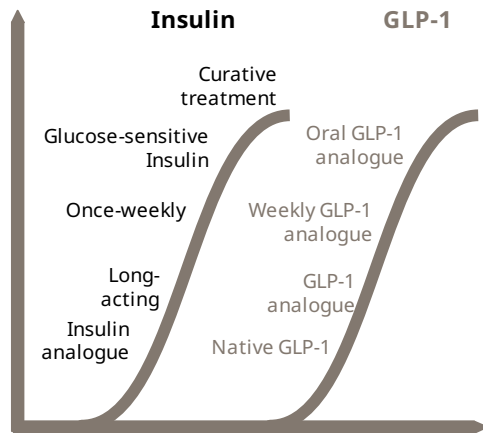 Insulin
GLP-1
Curative
treatment
Glucose-sensitive
Insulin
Once-weekly
Long-
acting
Insulin
analogue
Oral GLP-1
analogue
Weekly GLP-1
analogue
GLP-1
analogue
Native GLP-1